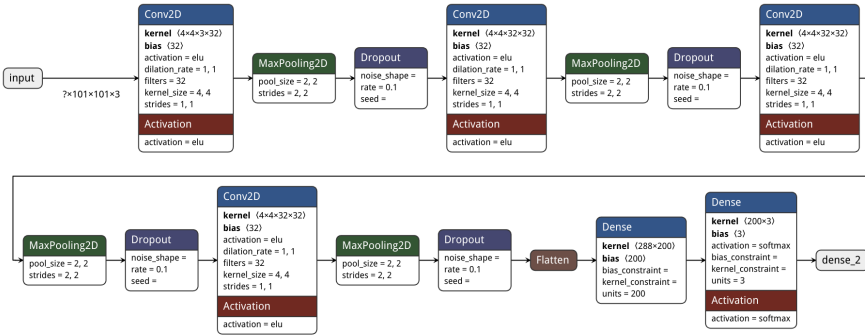 input
?×101×101×3
Conv2D
kernel ⟨4×4×3×32⟩
bias ⟨32⟩
activation = elu
dilation_rate = 1, 1
filters = 32
kernel_size = 4, 4
strides = 1, 1
Activation
activation = elu
MaxPooling2D
pool_size = 2, 2
strides = 2, 2
Dropout
noise_shape =
rate = 0.1
seed =
Conv2D
kernel ⟨4×4×32×32⟩
bias ⟨32⟩
activation = elu
dilation_rate = 1, 1
filters = 32
kernel_size = 4, 4
strides = 1, 1
Activation
activation = elu
MaxPooling2D
pool_size = 2, 2
strides = 2, 2
Dropout
noise_shape =
rate = 0.1
seed =
Conv2D
kernel ⟨4×4×32×32⟩
bias ⟨32⟩
activation = elu
dilation_rate = 1, 1
filters = 32
kernel_size = 4, 4
strides = 1, 1
Activation
activation = elu
MaxPooling2D
pool_size = 2, 2
strides = 2, 2
Dropout
noise_shape =
rate = 0.1
seed =
Conv2D
kernel ⟨4×4×32×32⟩
bias ⟨32⟩
activation = elu
dilation_rate = 1, 1
filters = 32
kernel_size = 4, 4
strides = 1, 1
Activation
activation = elu
MaxPooling2D
pool_size = 2, 2
strides = 2, 2
Dropout
noise_shape =
rate = 0.1
seed =
Flatten
Dense
kernel ⟨288×200⟩
bias ⟨200⟩
bias_constraint =
kernel_constraint =
units = 200
Dense
kernel ⟨200×3⟩
bias ⟨3⟩
activation = softmax
bias_constraint =
kernel_constraint =
units = 3
Activation
activation = softmax
dense_2